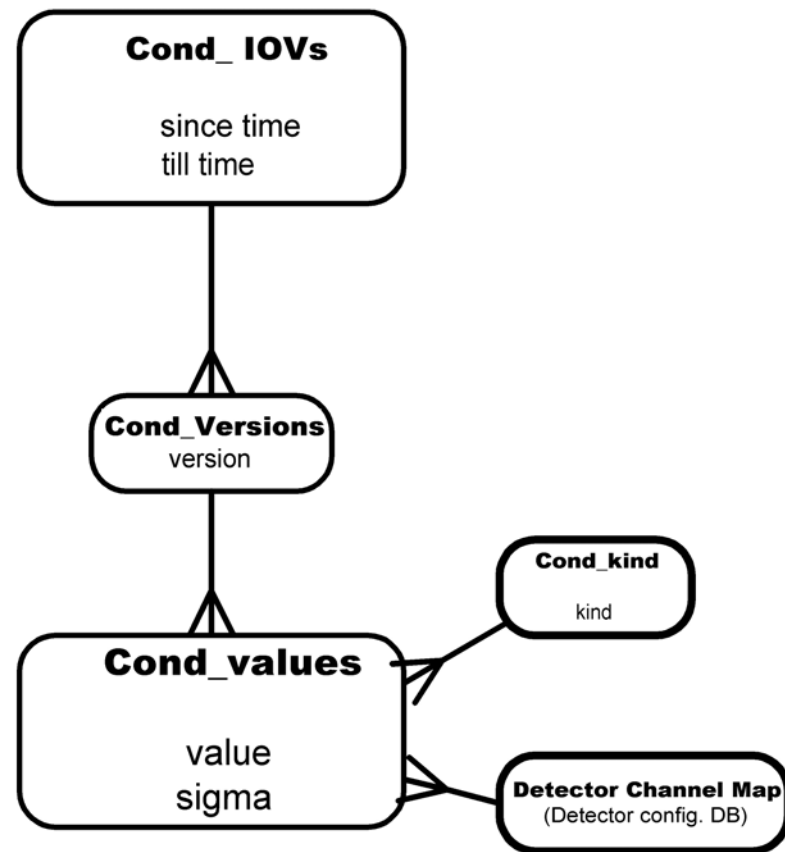 Cond_ IOVs
since time
till time
Cond_Versions
version
Cond_kind
kind
Cond_values
value
sigma
Detector Channel Map
(Detector config. DB)